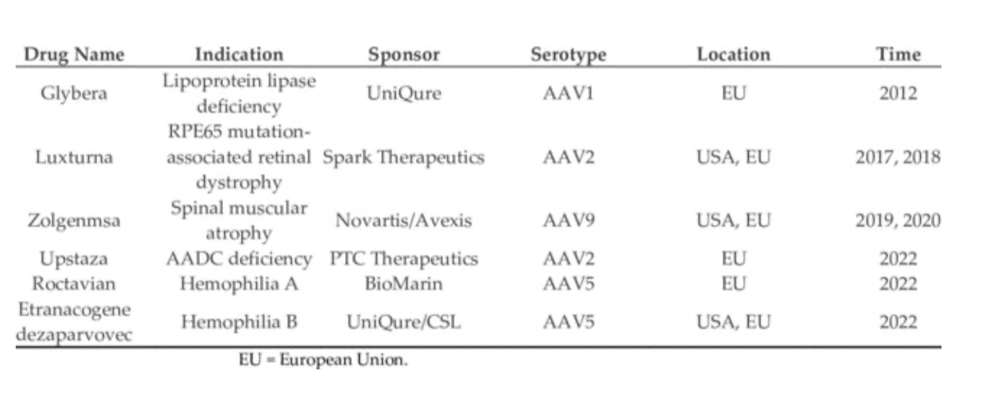 Drug Name Indication Sponsor Serotype Location Time
Lipoprotein lipase
Glybera UniQure AAV1 EU 2012
deficiency
RPE65 mutation-
Luxturna associated retinal Spark Therapeutics AAV2 USA, EU 2017, 2018
dystrophy
Spinal muscular
Zolgenmsa Novartis/Avexis AAV9 USA, EU 2019, 2020
atrophy
Upstaza AADC deficiency PTC Therapeutics AAV2 EU 2022
Roctavian Hemophilia A BioMarin AAV5 EU 2022
Etranacogene
Hemophilia B UniQure/CSL AAV5 USA, EU 2022
dezaparvovec
EU = European Union.